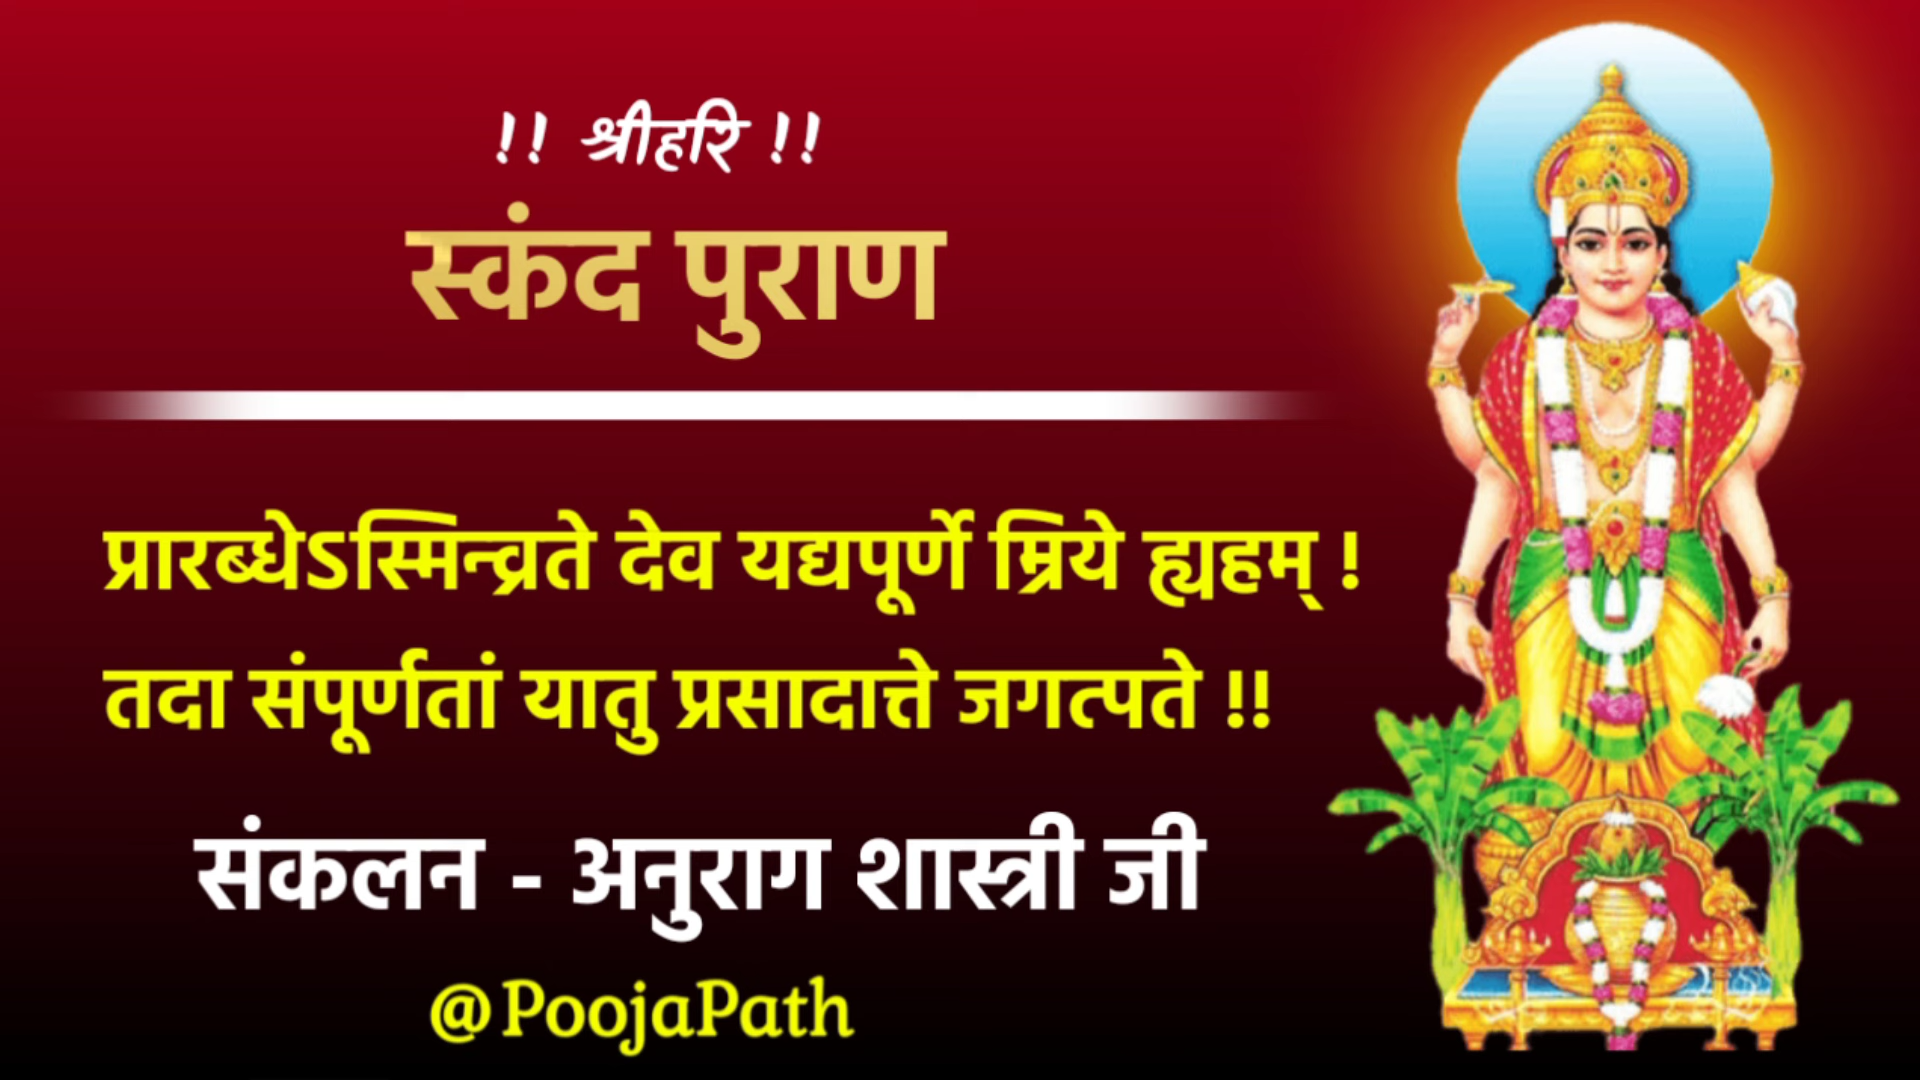 !! श्रीहरि !!
स्कंद पुराण
प्रारब्धेऽस्मिन्व्रते देव यद्यपूर्णे म्रिये ह्यहम् !
तदा संपूर्णतां यातु प्रसादात्ते जगत्पते !!
संकलन - अनुराग शास्त्री जी
@PoojaPath